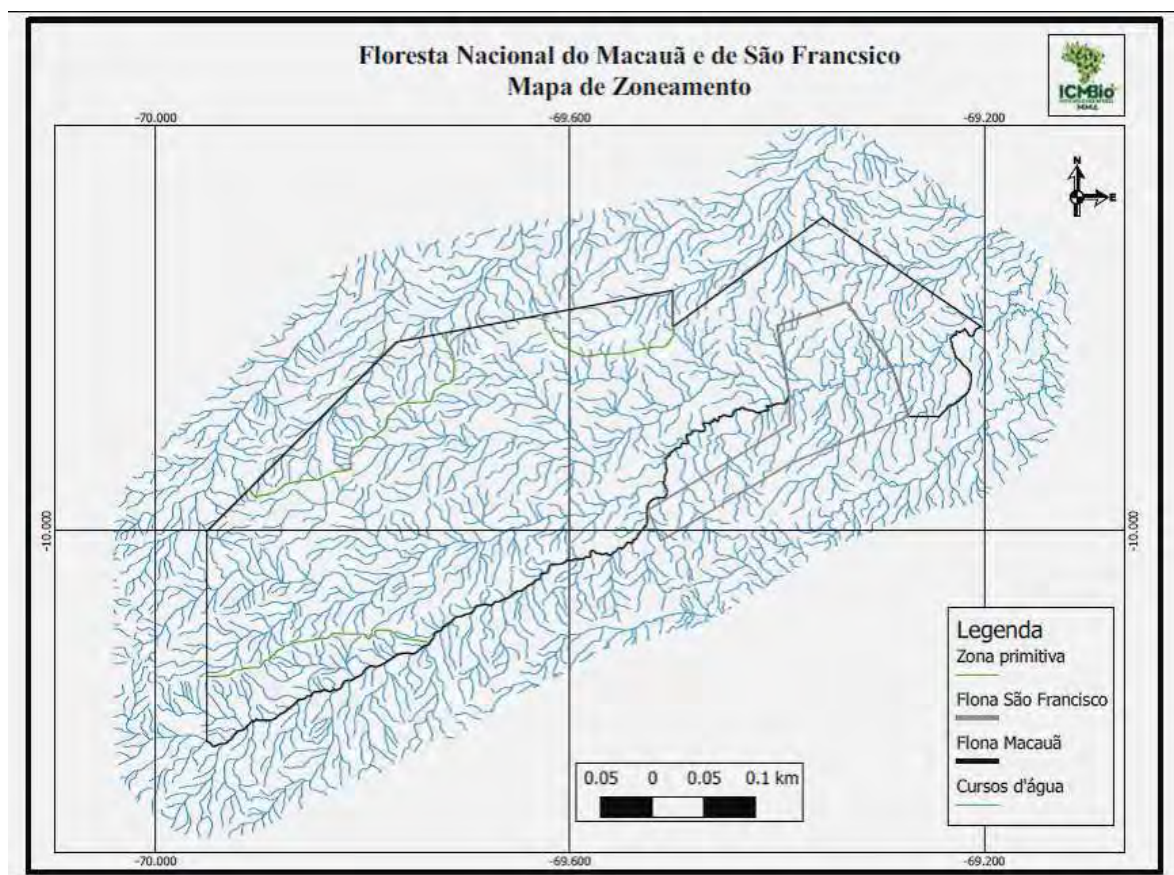 Floresta Nacional do Macauã e de São Francsico
Mapa de Zoneamento
ICMBio
MMA
-70.000
-69.600
-69.200
N
E
-10.000
-10.000
Legenda
Zona primitiva
Flona São Francisco
Flona Macauã
Cursos d'água
0.05 0 0.05 0.1 km
-70.000
-69.600
-69.200